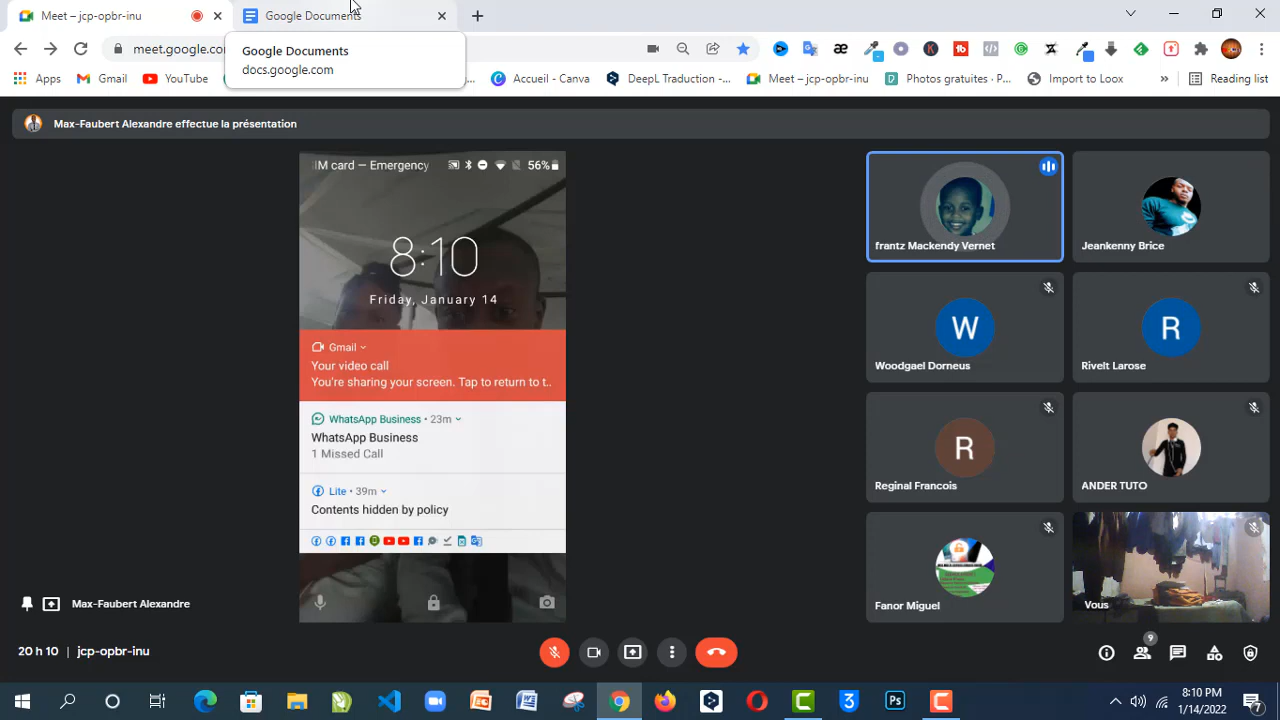 Meet – jcp-opbr-inu
Google Documents
meet.google.co
Google Documents
docs.google.com
Apps
Gmail
YouTube
Accueil - Canva
DeepL Traduction -...
Meet – jcp-opbr-inu
Photos gratuites · P...
Import to Loox
»
Reading list
Max-Faubert Alexandre effectue la présentation
IM card — Emergency
56%
8:10
Friday, January 14
Gmail
Your video call
You're sharing your screen. Tap to return to t..
WhatsApp Business • 23m
WhatsApp Business
1 Missed Call
Lite • 39m
Contents hidden by policy
frantz Mackendy Vernet
Jeankenny Brice
W
Woodgael Dorneus
R
Rivelt Larose
R
Reginal Francois
ANDER TUTO
Fanor Miguel
Vous
Max-Faubert Alexandre
20 h 10 | jcp-opbr-inu
9
8:10 PM
1/14/2022
7